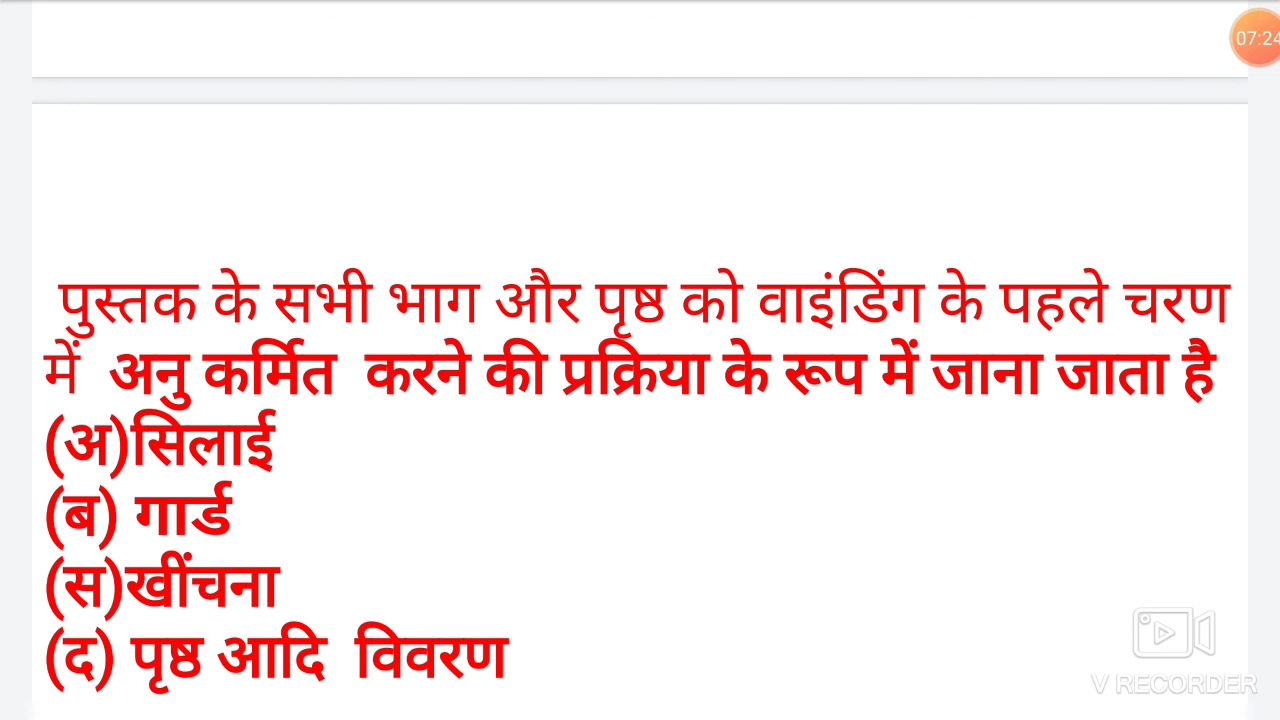 07:24
पुस्तक के सभी भाग और पृष्ठ को वाइंडिंग के पहले चरण
में अनु कर्मित करने की प्रक्रिया के रूप में जाना जाता है
(अ)सिलाई
(ब) गार्ड
(स)खींचना
(द) पृष्ठ आदि विवरण
V RECORDER